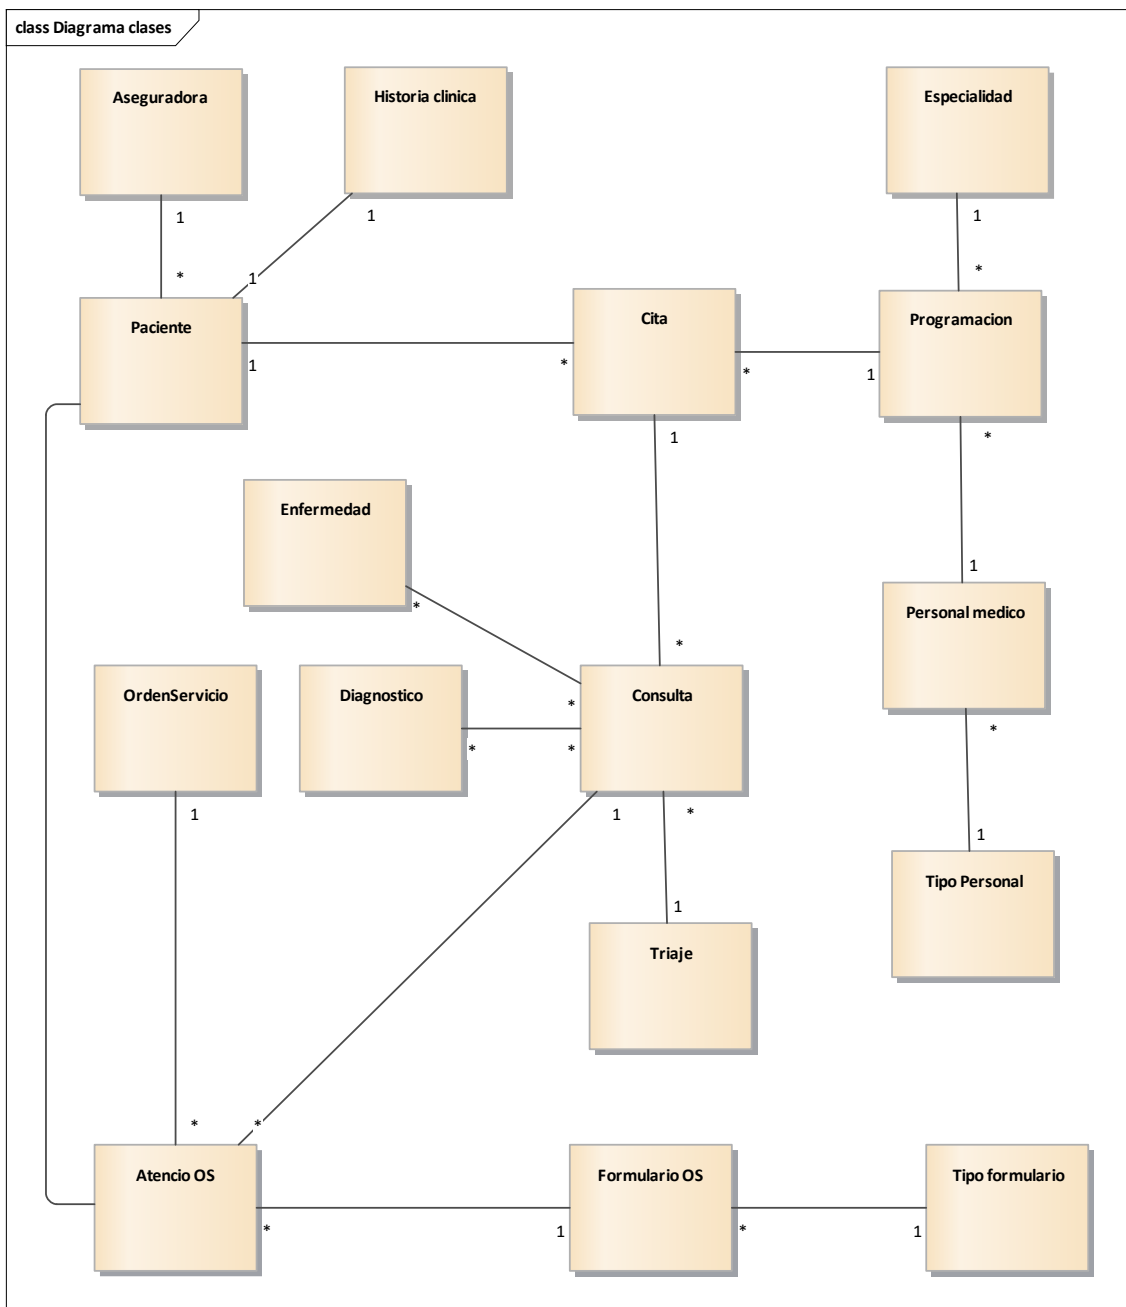 class Diagrama clases
Aseguradora
Historia clinica
Especialidad
1
1
1
*
1
*
Paciente
Cita
Programacion
1
*
*
1
1
*
Enfermedad
*
1
Personal medico
*
*
OrdenServicio
Diagnostico
Consulta
*
*
*
1
1
*
1
Tipo Personal
1
Triaje
*
*
Atencio OS
Formulario OS
Tipo formulario
*
1
*
1